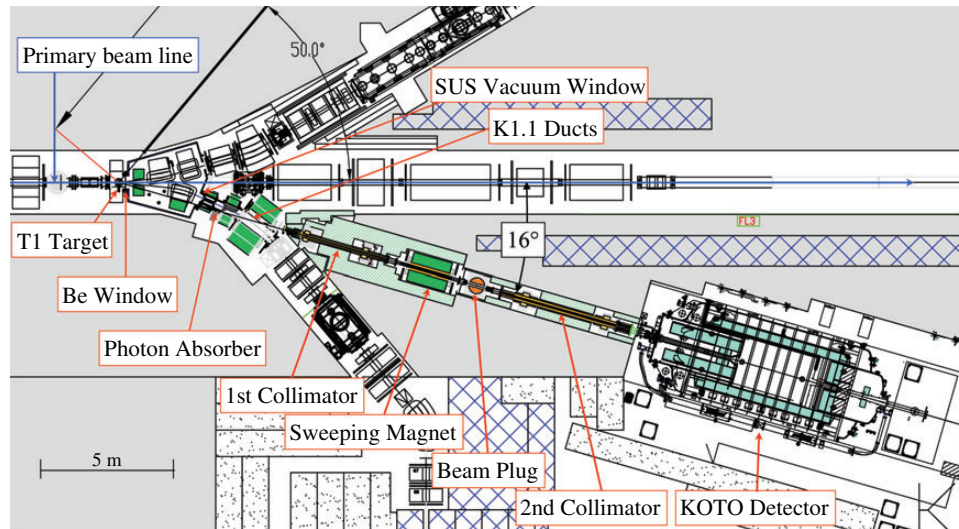 50.0°
Primary beam line
SUS Vacuum Window
K1.1 Ducts
T1 Target
FL3
16°
Be Window
Photon Absorber
1st Collimator
Sweeping Magnet
Beam Plug
5 m
2nd Collimator
KOTO Detector